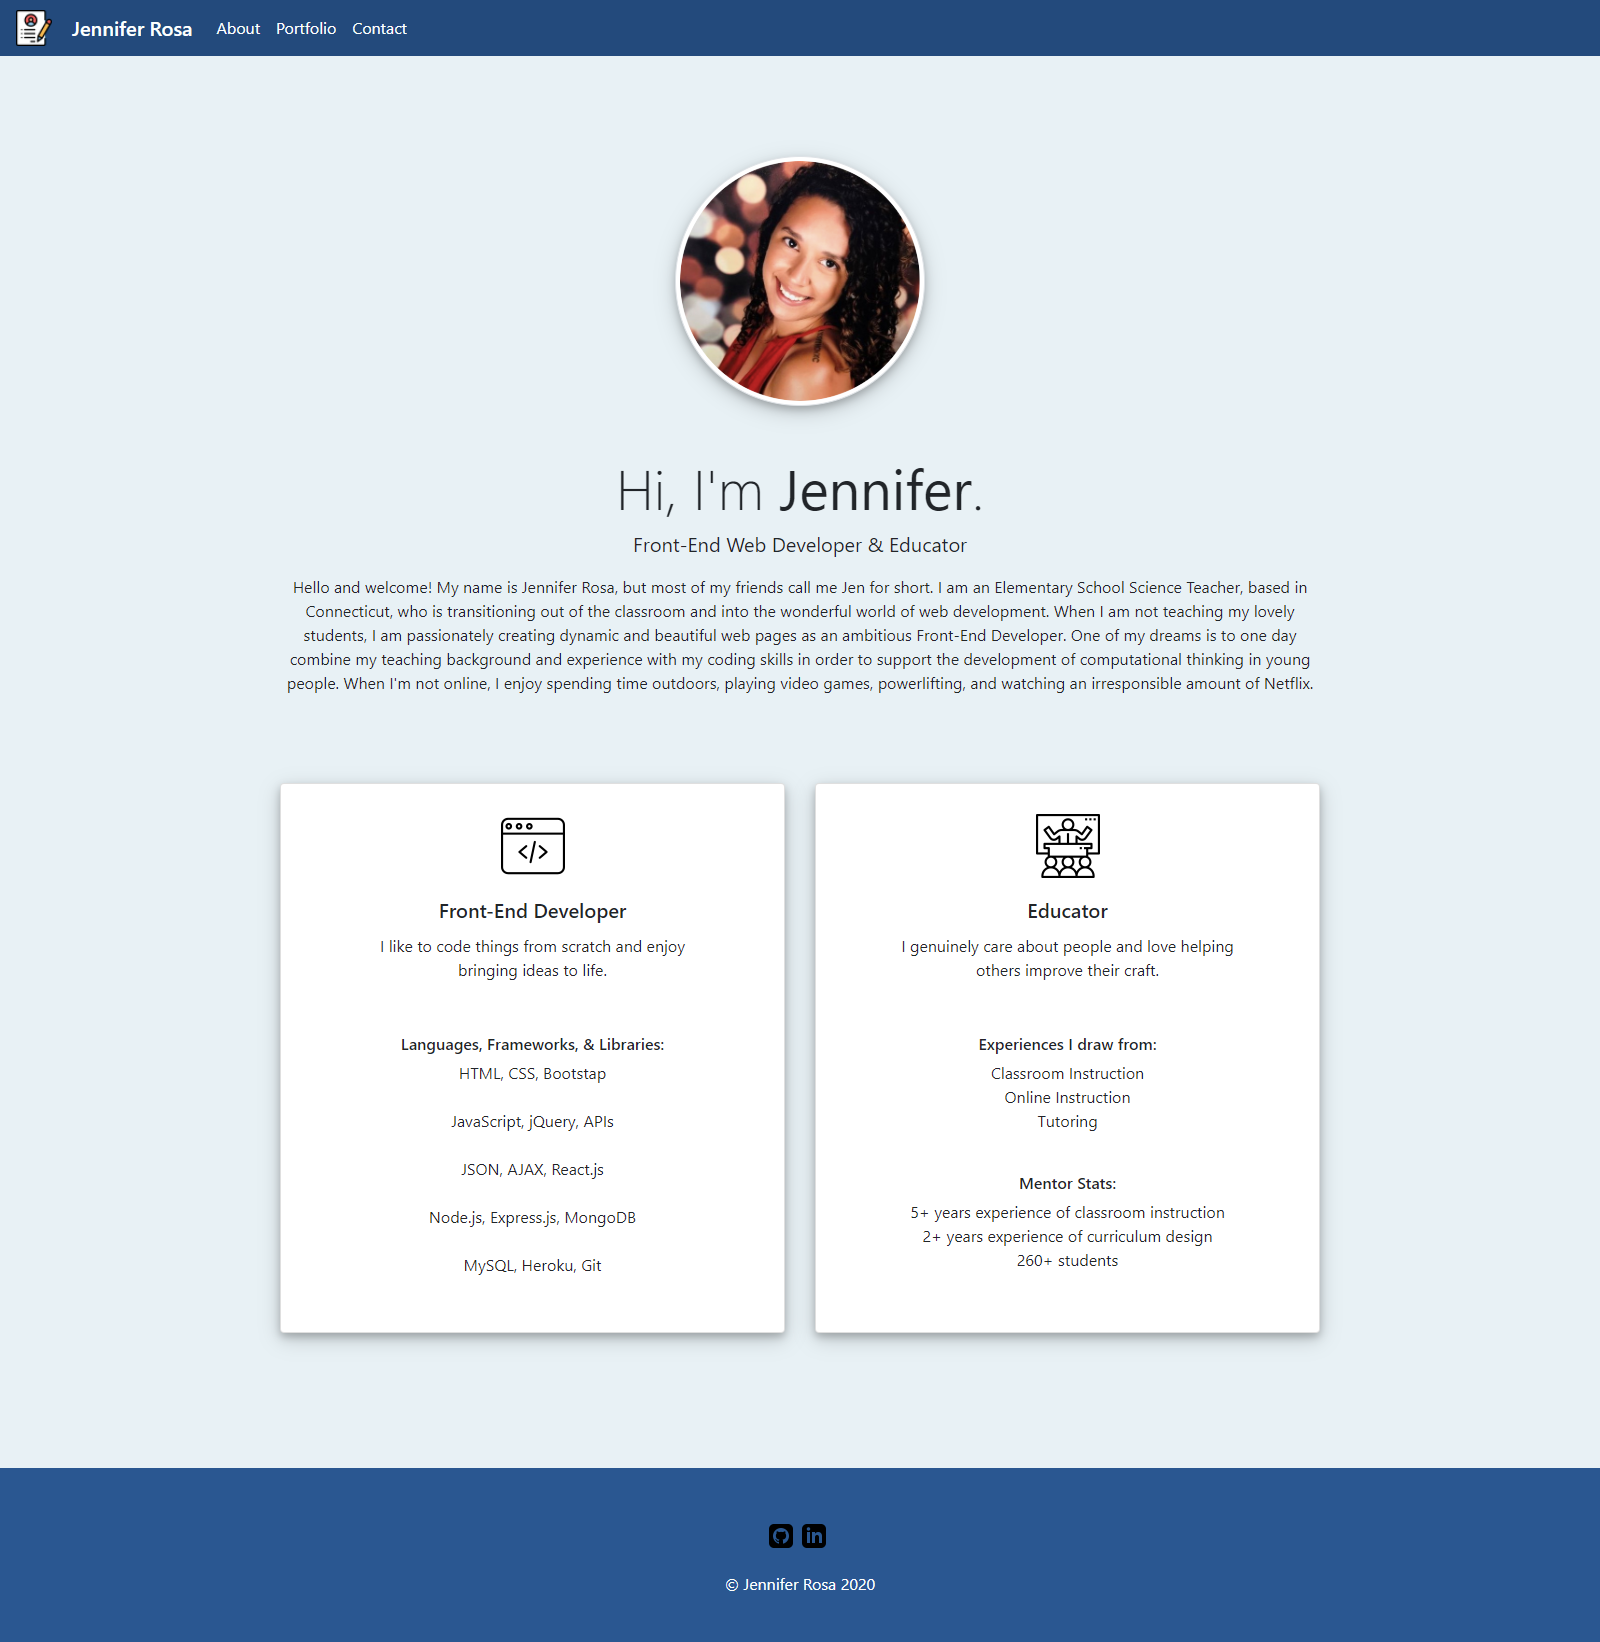 Jennifer Rosa About Portfolio Contact
Hi, I'm Jennifer.
Front-End Web Developer & Educator
Hello and welcome! My name is Jennifer Rosa, but most of my friends call me Jen for short. I am an Elementary School Science Teacher, based in
Connecticut, who is transitioning out of the classroom and into the wonderful world of web development. When I am not teaching my lovely
students, I am passionately creating dynamic and beautiful web pages as an ambitious Front-End Developer. One of my dreams is to one day
combine my teaching background and experience with my coding skills in order to support the development of computational thinking in young
people. When I'm not online, I enjoy spending time outdoors, playing video games, powerlifting, and watching an irresponsible amount of Netflix.
</>
Front-End Developer
I like to code things from scratch and enjoy
bringing ideas to life.
Languages, Frameworks, & Libraries:
HTML, CSS, Bootstap
JavaScript, jQuery, APIs
JSON, AJAX, React.js
Node.js, Express.js, MongoDB
MySQL, Heroku, Git
Educator
I genuinely care about people and love helping
others improve their craft.
Experiences I draw from:
Classroom Instruction
Online Instruction
Tutoring
Mentor Stats:
5+ years experience of classroom instruction
2+ years experience of curriculum design
260+ students
in
© Jennifer Rosa 2020